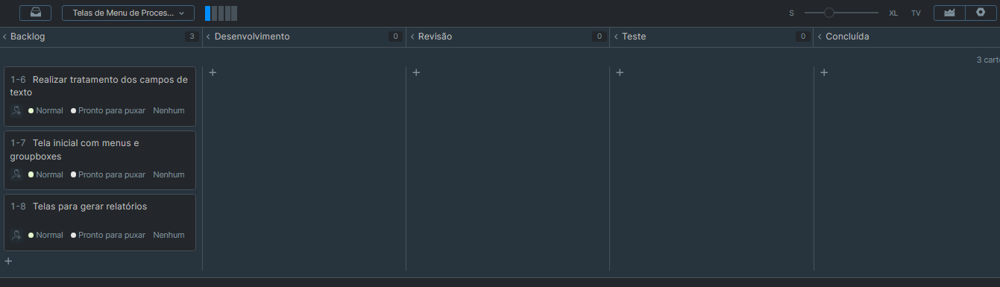 Telas de Menu de Proces...
S
XL
TV
Backlog
3
Desenvolvimento
0
Revisão
0
Teste
0
Concluída
3 cart
1-6 Realizar tratamento dos campos de
texto
Normal Pronto para puxar Nenhum
1-7 Tela inicial com menus e
groupboxes
Normal Pronto para puxar Nenhum
1-8 Telas para gerar relatórios
Normal Pronto para puxar Nenhum